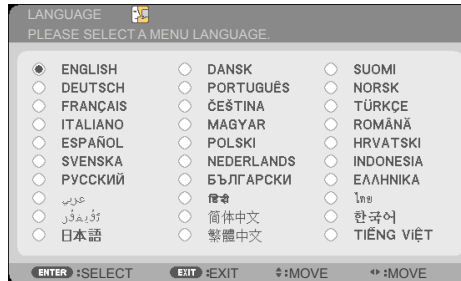 LANGUAGE
PLEASE SELECT A MENU LANGUAGE.
ENGLISH DANSK SUOMI
DEUTSCH PORTUGUÊS NORSK
FRANÇAIS ČEŠTINA TÜRKÇE
ITALIANO MAGYAR ROMÂNĂ
ESPAÑOL POLSKI HRVATSKI
SVENSKA NEDERLANDS INDONESIA
РУССКИЙ БЪЛГАРСКИ ΕΛΛΗΝΙΚΑ
عربي हिन्दी ไทย
简体中文 한국어
日本語 繁體中文 TIẾNG VIỆT
ENTER :SELECT EXIT :EXIT :MOVE :MOVE